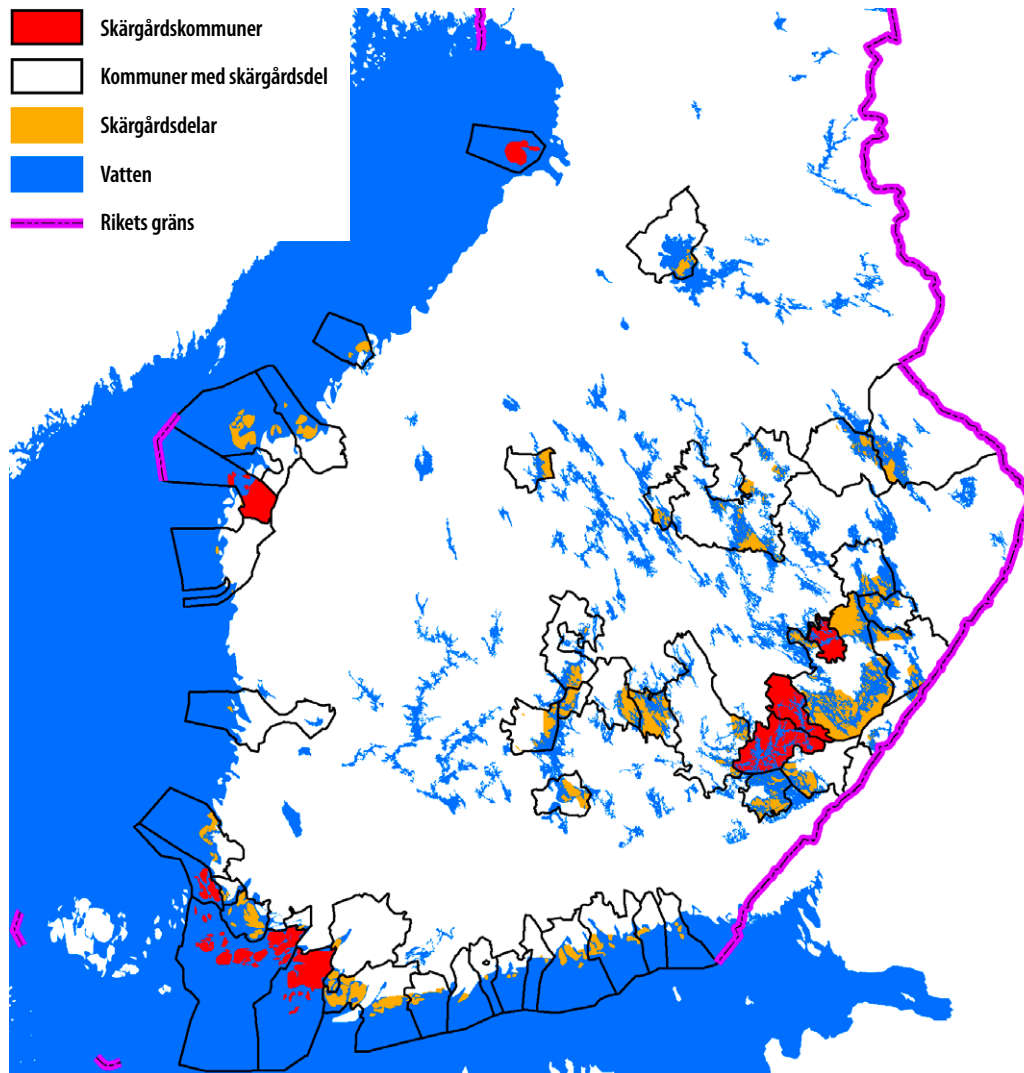 Skärgårdskommuner
Kommuner med skärgårdsdel
Skärgårdsdelar
Vatten
Rikets gräns